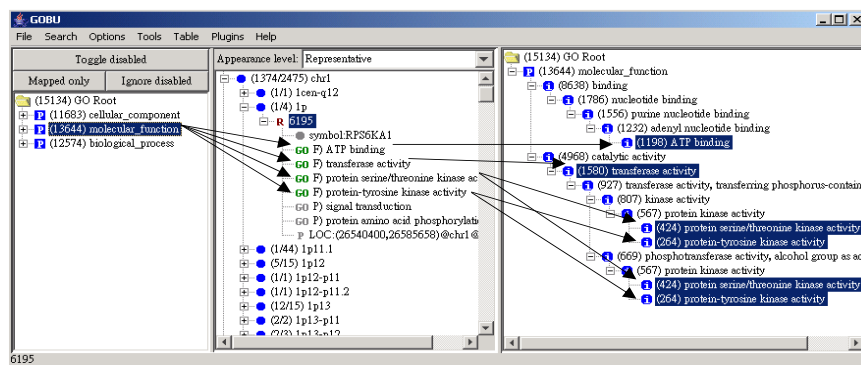 GOBU
File Search Options Tools Table Plugins Help
Toggle disabled
Mapped only Ignore disabled
(15134) GO Root
P (11683) cellular_component
P (13644) molecular_function
P (12574) biological_process
Appearance level: Representative
(1374/2475) chr1
(1/1) 1cen-q12
(1/4) 1p
R 6195
symbol:RPS6KA1
GO F) ATP binding
GO F) transferase activity
GO F) protein serine/threonine kinase ac
GO F) protein-tyrosine kinase activity
GO P) signal transduction
GO P) protein amino acid phosphorylati
P LOC:(26540400,26585658)@chr1@
(1/44) 1p11.1
(5/15) 1p12
(1/1) 1p12-p11
(1/1) 1p12-p11.2
(12/15) 1p13
(2/2) 1p13-p11
(2/3) 1p13-p12
(15134) GO Root
P (13644) molecular_function
i (8638) binding
i (1786) nucleotide binding
i (1556) purine nucleotide binding
i (1232) adenyl nucleotide binding
i (1198) ATP binding
i (4968) catalytic activity
i (1580) transferase activity
i (927) transferase activity, transferring phosphorus-contain
i (807) kinase activity
i (567) protein kinase activity
i (424) protein serine/threonine kinase activity
i (264) protein-tyrosine kinase activity
i (669) phosphotransferase activity, alcohol group as ac
i (567) protein kinase activity
i (424) protein serine/threonine kinase activity
i (264) protein-tyrosine kinase activity
6195